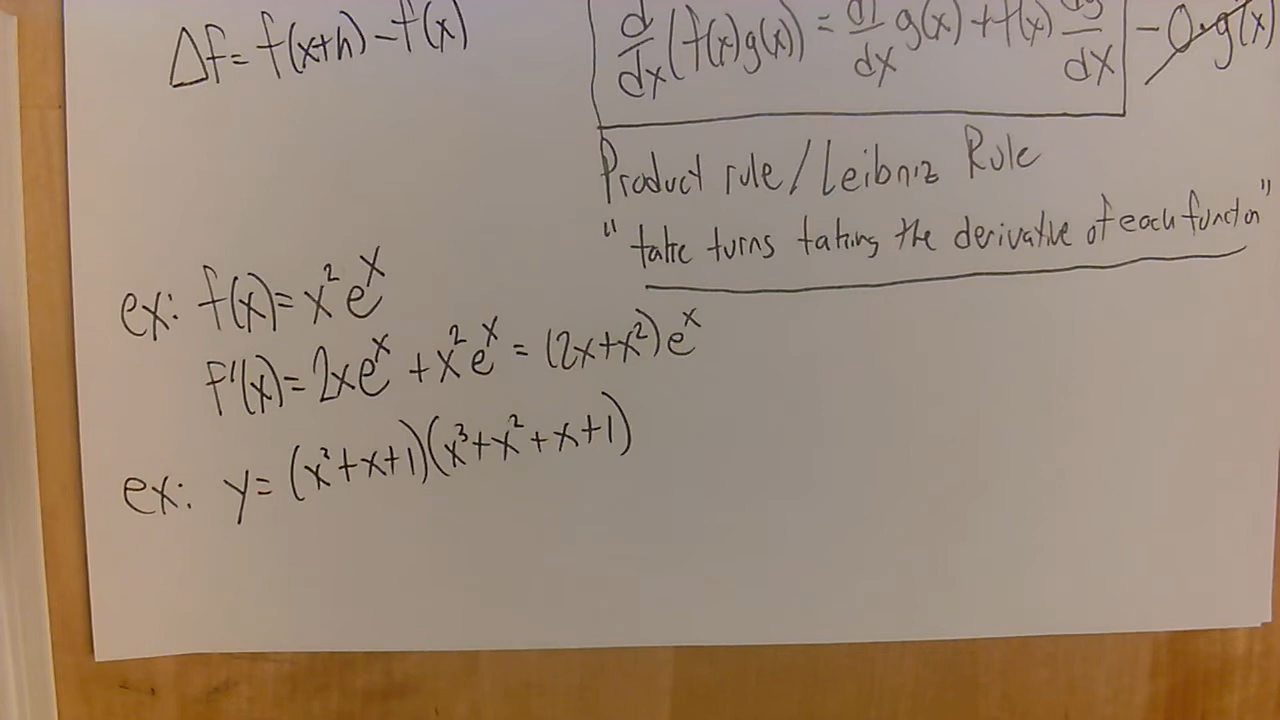 Δf = f(x+h) - f(x)
d/dx (f(x)g(x)) = df/dx g(x) + f(x) dg/dx - 0·g(x)
Product rule/Leibniz Rule
"take turns taking the derivative of each function"
ex: f(x) = x²eˣ
f'(x) = 2xeˣ + x²eˣ = (2x+x²)eˣ
ex: y = (x²+x+1)(x³+x²+x+1)